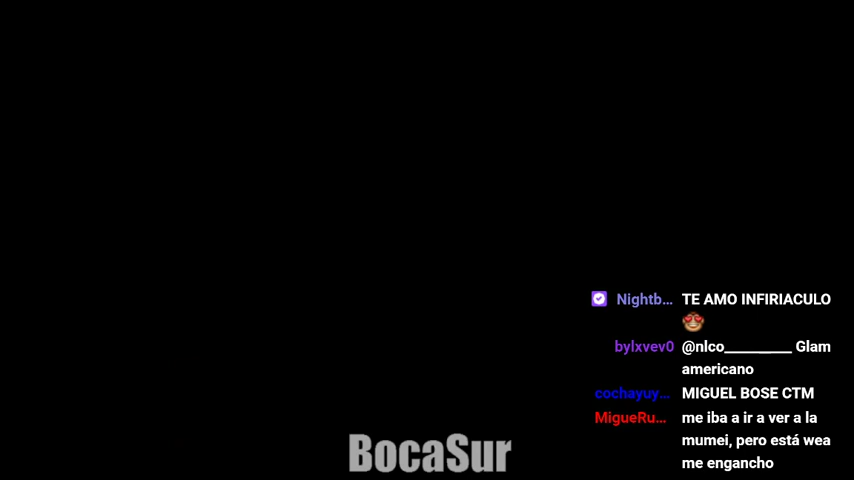 Nightb... TE AMO INFIRIACULO
bylxvev0 @nlco__________ Glam
americano
cochayuy... MIGUEL BOSE CTM
MigueRu... me iba a ir a ver a la
mumei, pero está wea
me engancho
BocaSur